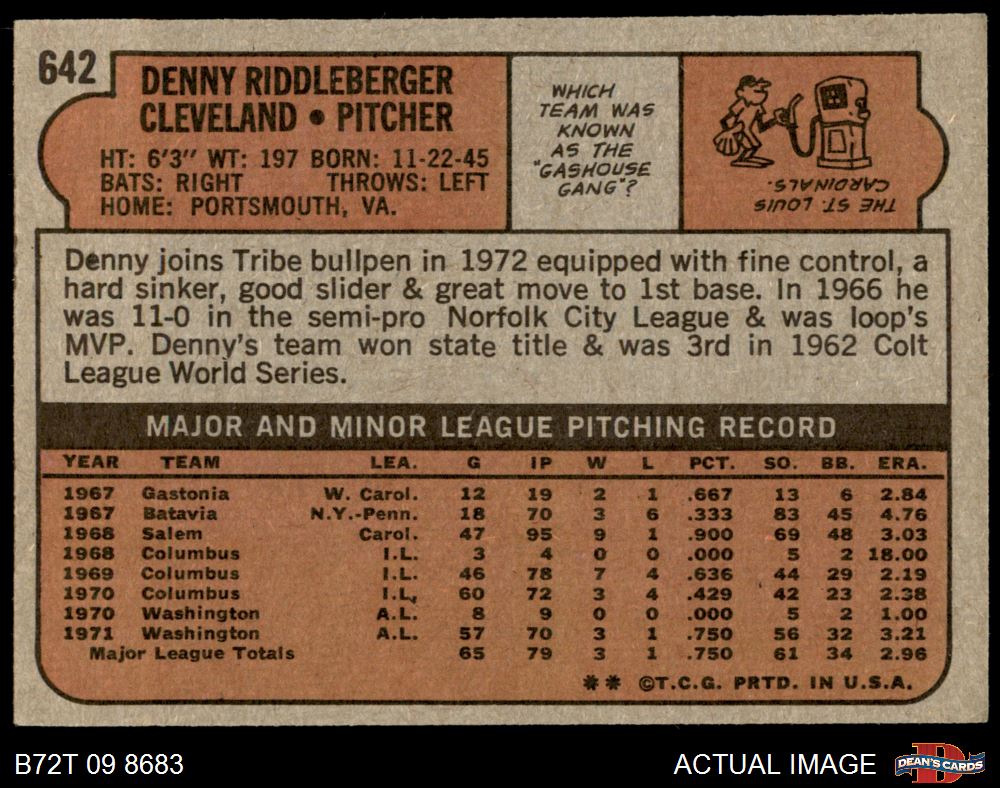 642
DENNY RIDDLEBERGER
CLEVELAND • PITCHER
HT: 6'3" WT: 197 BORN: 11-22-45
BATS: RIGHT THROWS: LEFT
HOME: PORTSMOUTH, VA.
WHICH
TEAM WAS
KNOWN
AS THE
"GASHOUSE
GANG"?
THE ST. LOUIS
CARDINALS.
Denny joins Tribe bullpen in 1972 equipped with fine control, a
hard sinker, good slider & great move to 1st base. In 1966 he
was 11-0 in the semi-pro Norfolk City League & was loop's
MVP. Denny's team won state title & was 3rd in 1962 Colt
League World Series.
MAJOR AND MINOR LEAGUE PITCHING RECORD
YEAR TEAM LEA. G IP W L PCT. SO. BB. ERA.
1967 Gastonia W. Carol. 12 19 2 1 .667 13 6 2.84
1967 Batavia N.Y.-Penn. 18 70 3 6 .333 83 45 4.76
1968 Salem Carol. 47 95 9 1 .900 69 48 3.03
1968 Columbus I.L. 3 4 0 0 .000 5 2 18.00
1969 Columbus I.L. 46 78 7 4 .636 44 29 2.19
1970 Columbus I.L. 60 72 3 4 .429 42 23 2.38
1970 Washington A.L. 8 9 0 0 .000 5 2 1.00
1971 Washington A.L. 57 70 3 1 .750 56 32 3.21
Major League Totals 65 79 3 1 .750 61 34 2.96
** ©T.C.G. PRTD. IN U.S.A.
B72T 09 8683
ACTUAL IMAGE
DEAN'S CARDS